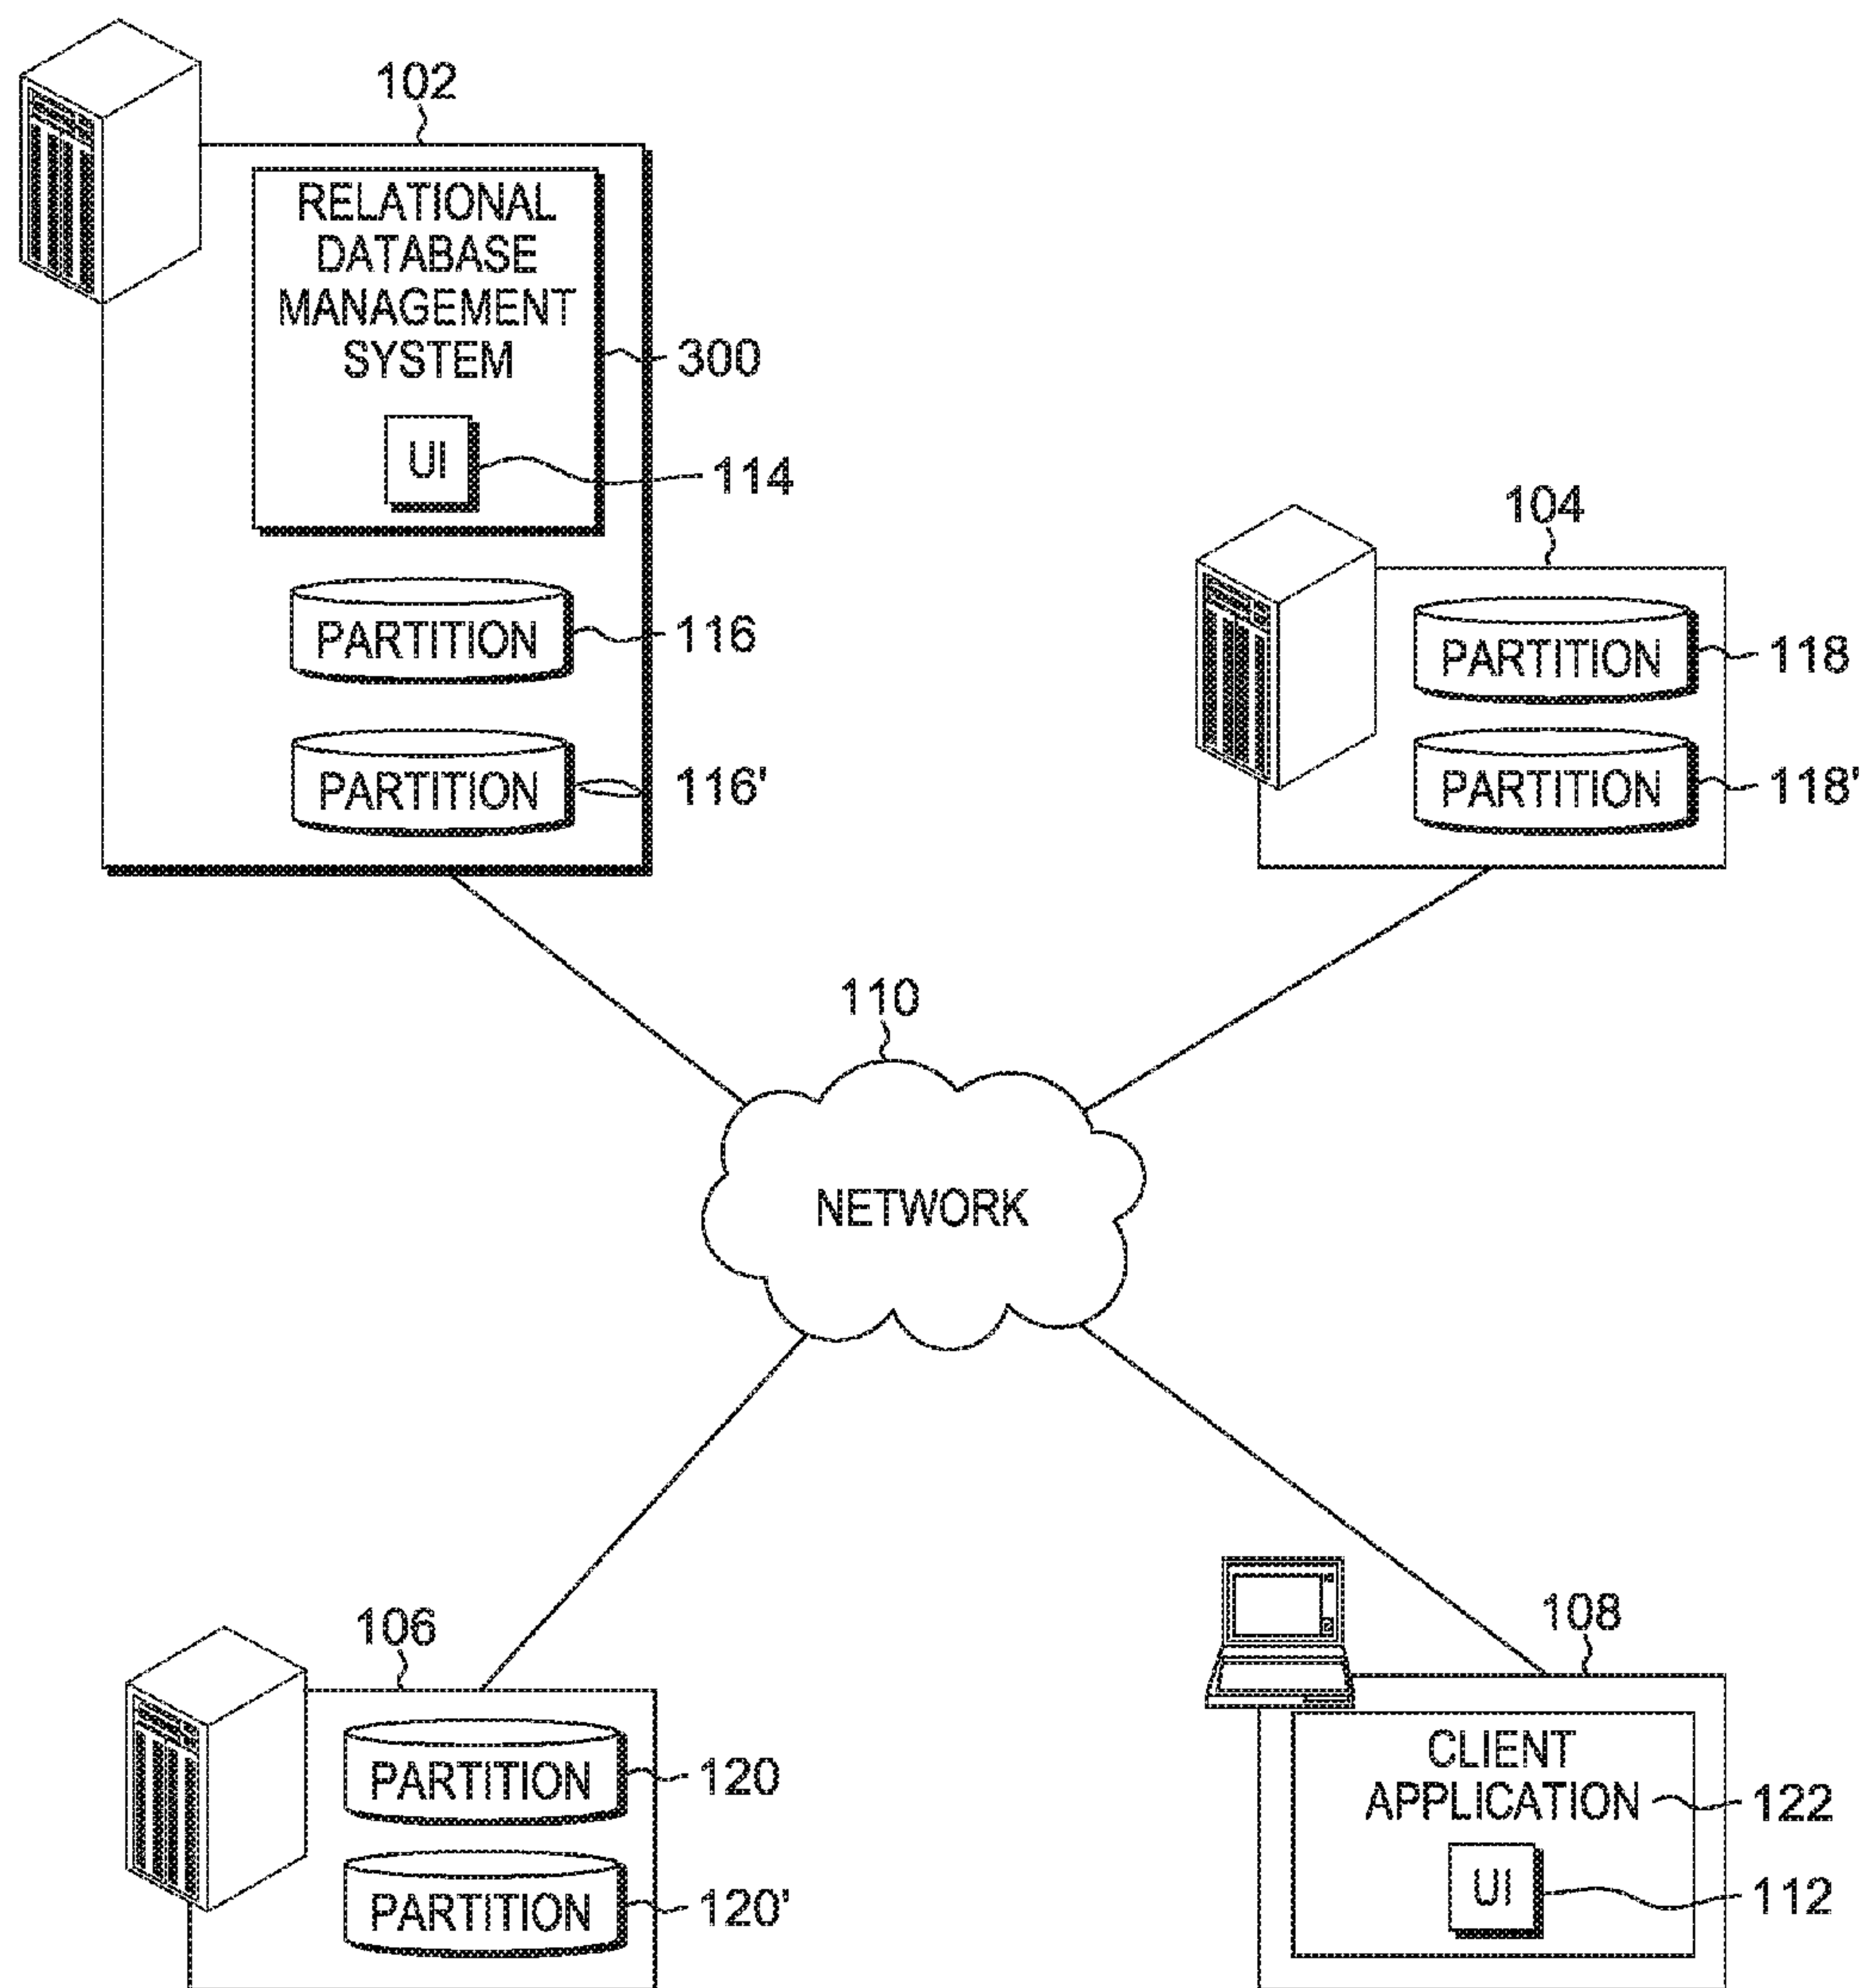 102
RELATIONAL
DATABASE
MANAGEMENT
SYSTEM
300
UI
114
PARTITION
116
PARTITION
116'
104
PARTITION
118
PARTITION
118'
110
NETWORK
106
PARTITION
120
PARTITION
120'
108
CLIENT
APPLICATION
122
UI
112